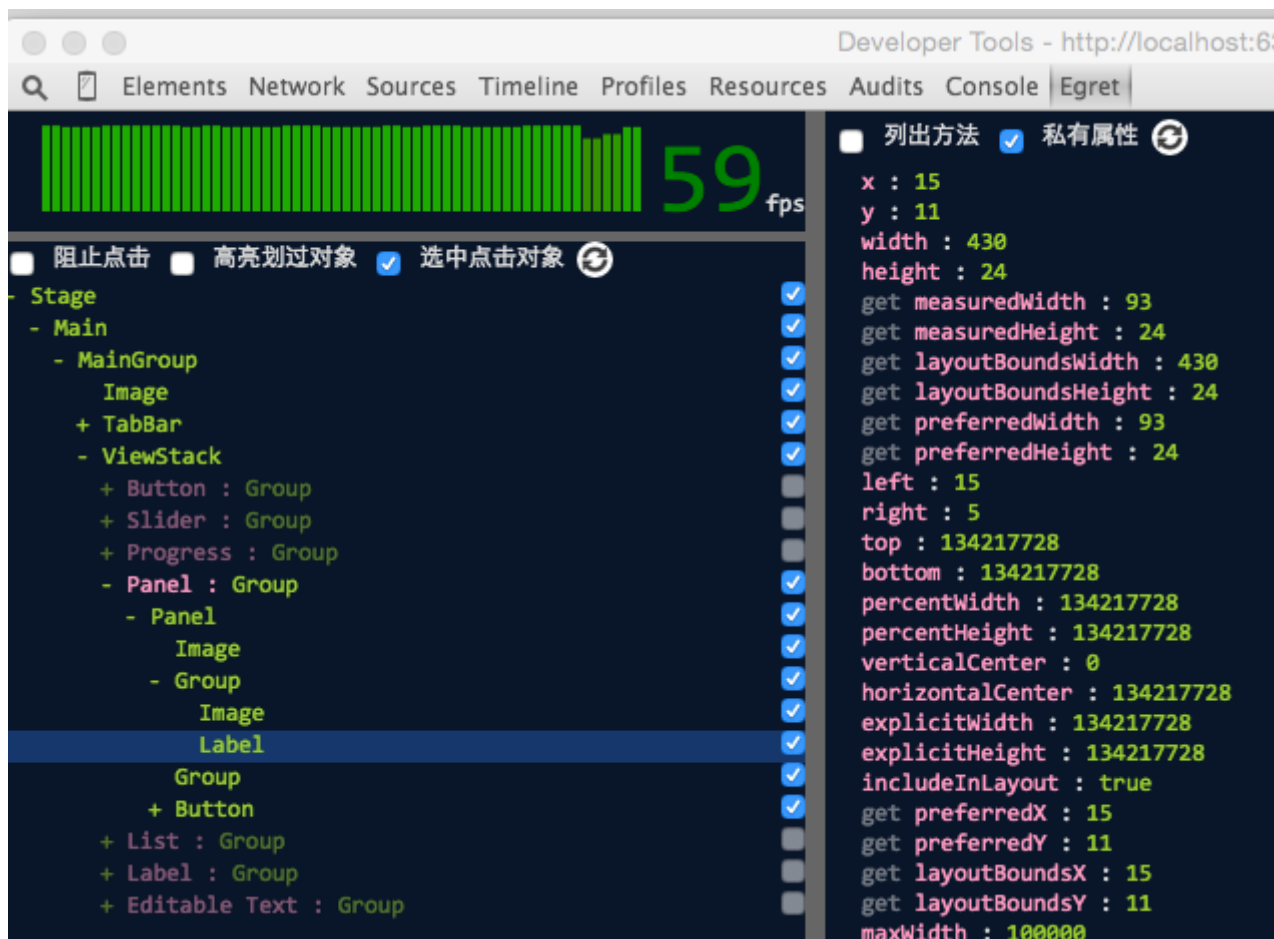 Developer Tools - http://localhost:6
Elements Network Sources Timeline Profiles Resources Audits Console Egret
59 fps
阻止点击 高亮划过对象 选中点击对象
- Stage
- Main
- MainGroup
Image
+ TabBar
- ViewStack
+ Button : Group
+ Slider : Group
+ Progress : Group
- Panel : Group
- Panel
Image
- Group
Image
Label
Group
+ Button
+ List : Group
+ Label : Group
+ Editable Text : Group
列出方法 私有属性
x : 15
y : 11
width : 430
height : 24
get measuredWidth : 93
get measuredHeight : 24
get layoutBoundsWidth : 430
get layoutBoundsHeight : 24
get preferredWidth : 93
get preferredHeight : 24
left : 15
right : 5
top : 134217728
bottom : 134217728
percentWidth : 134217728
percentHeight : 134217728
verticalCenter : 0
horizontalCenter : 134217728
explicitWidth : 134217728
explicitHeight : 134217728
includeInLayout : true
get preferredX : 15
get preferredY : 11
get layoutBoundsX : 15
get layoutBoundsY : 11
maxWidth : 100000